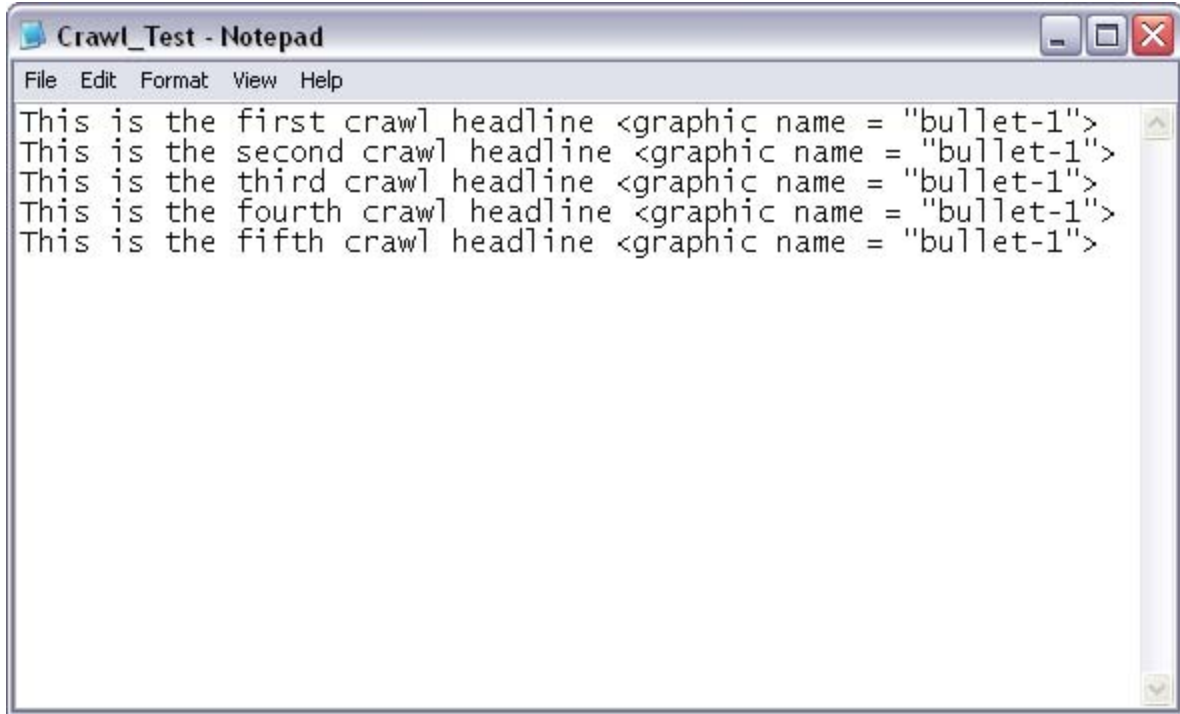 Crawl_Test - Notepad
File Edit Format View Help
This is the first crawl headline <graphic name = "bullet-1">
This is the second crawl headline <graphic name = "bullet-1">
This is the third crawl headline <graphic name = "bullet-1">
This is the fourth crawl headline <graphic name = "bullet-1">
This is the fifth crawl headline <graphic name = "bullet-1">